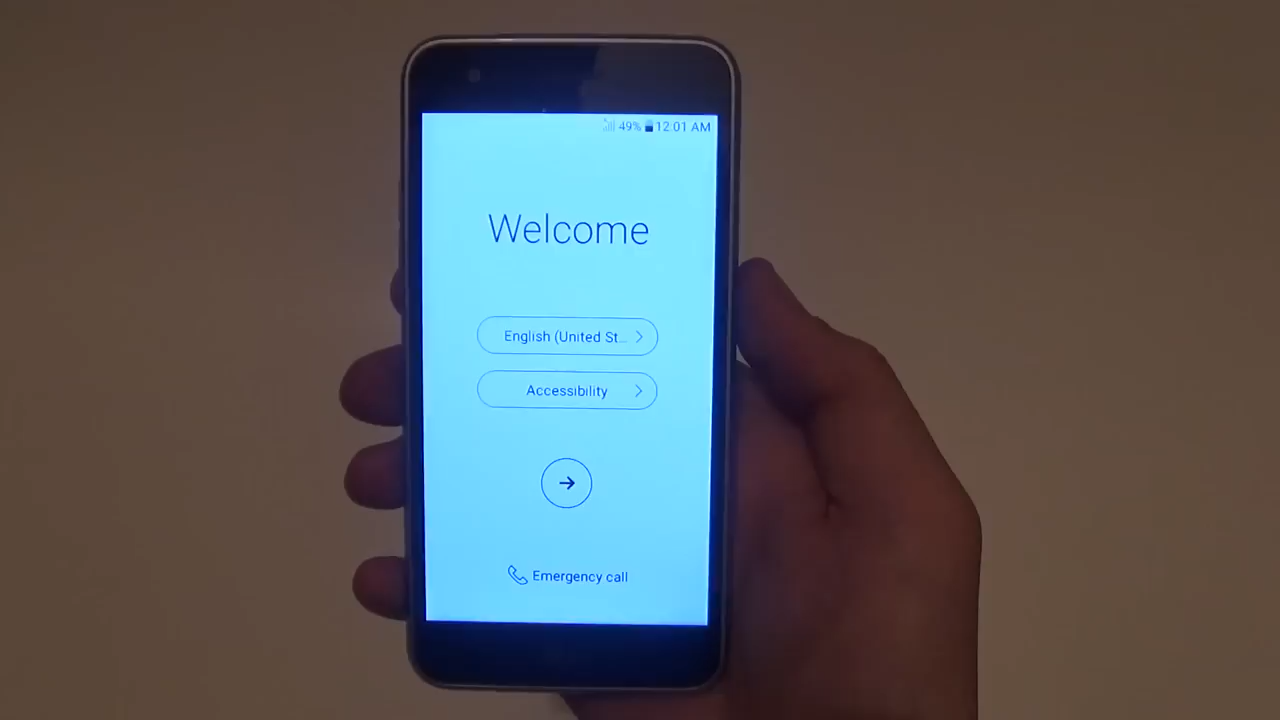 49% 12:01 AM
Welcome
English (United St...
Accessibility
Emergency call